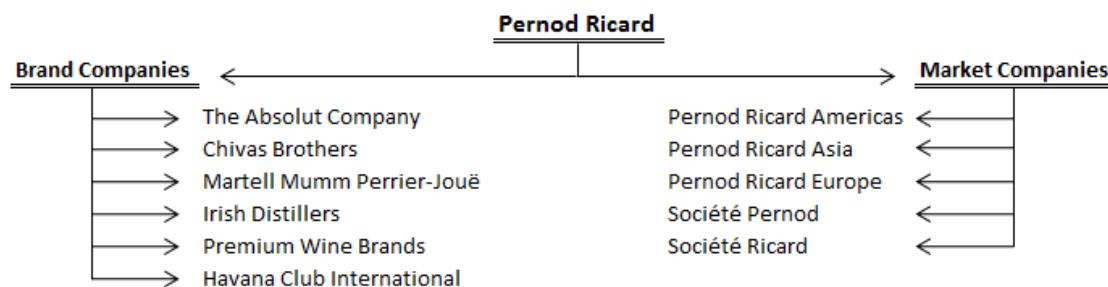 Pernod Ricard
Brand Companies
The Absolut Company
Chivas Brothers
Martell Mumm Perrier-Jouë
Irish Distillers
Premium Wine Brands
Havana Club International
Market Companies
Pernod Ricard Americas
Pernod Ricard Asia
Pernod Ricard Europe
Société Pernod
Société Ricard